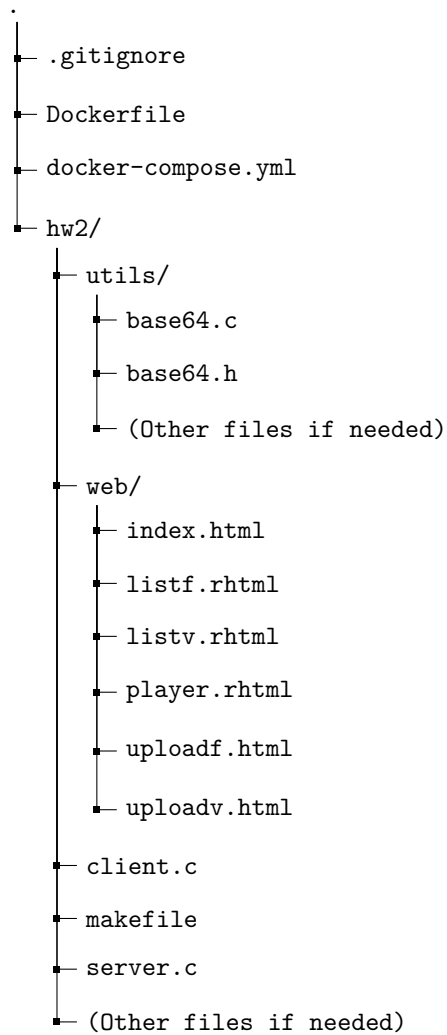 .
.gitignore
Dockerfile
docker-compose.yml
hw2/
utils/
base64.c
base64.h
(Other files if needed)
web/
index.html
listf.rhtml
listv.rhtml
player.rhtml
uploadf.html
uploadv.html
client.c
makefile
server.c
(Other files if needed)